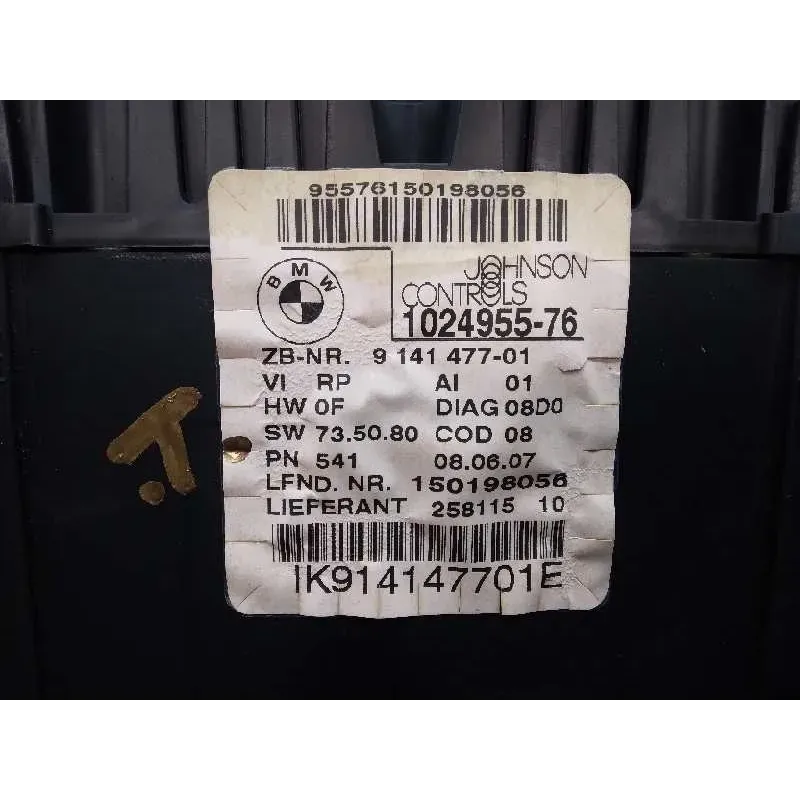 95576150198056
BMW
JOHNSON
CONTROLS
1024955-76
ZB-NR. 9 141 477-01
VI RP AI 01
HW 0F DIAG 08D0
SW 73.50.80 COD 08
PN 541 08.06.07
LFND. NR. 150198056
LIEFERANT 258115 10
IK914147701E